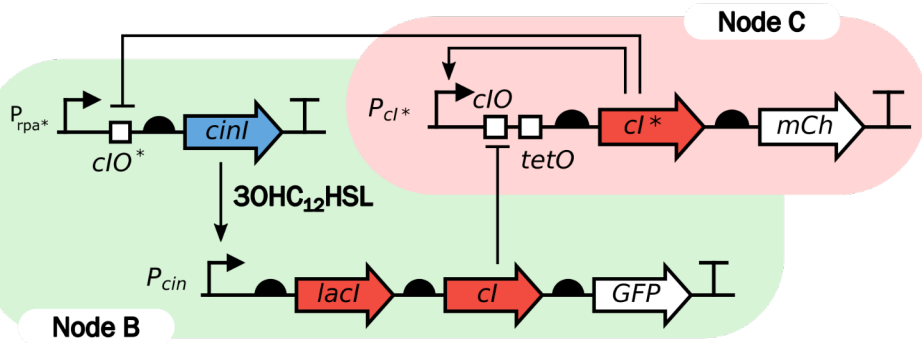 Node C
P_rpa*
cIO*
cinI
P_cI*
cIO
tetO
cI*
mCh
3OHC₁₂HSL
P_cin
lacI
cI
GFP
Node B